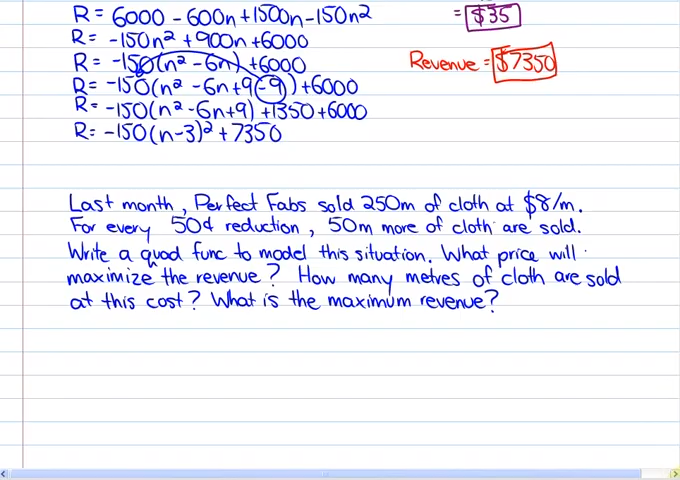 R = 6000 - 600n + 1500n - 150n²
= $35
R = -150n² + 900n + 6000
Revenue = $7350
R = -150(n² - 6n) + 6000
R = -150(n² - 6n + 9 - 9) + 6000
R = -150(n² - 6n + 9) + 1350 + 6000
R = -150(n - 3)² + 7350
Last month, Perfect Fabs sold 250m of cloth at $8/m.
For every 50¢ reduction, 50m more of cloth are sold.
Write a quad func to model this situation. What price will
maximize the revenue? How many metres of cloth are sold
at this cost? What is the maximum revenue?